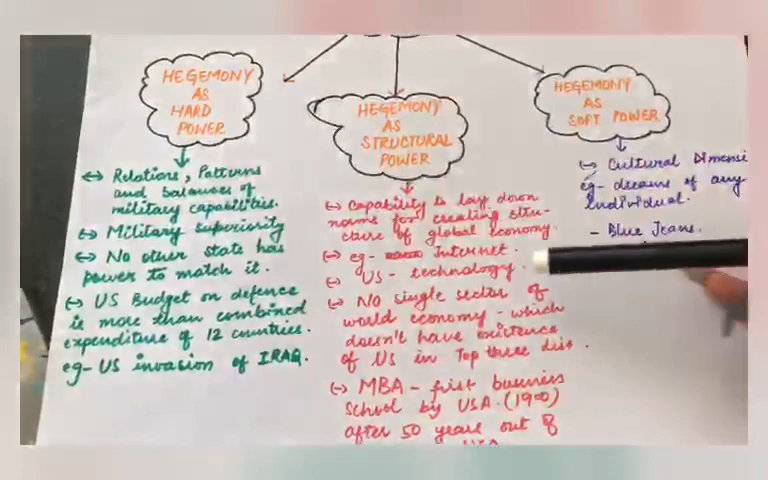 HEGEMONY
AS
HARD
POWER
↔ Relations, Patterns
and balances of
military capabilities.
↔ Military superiority
↔ No other state has
power to match it.
↔ US Budget on defence
is more than combined
expenditure of 12 countries.
eg- US invasion of IRAQ.
HEGEMONY
AS
STRUCTURAL
POWER
↔ Capability to lay down
norms for creating stru-
cture of global economy.
↔ eg- Internet.
↔ US- technology.
↔ No single sector of
world economy - which
doesn't have existence
of US in Top three dist.
↔ MBA - first business
School by USA. (1900)
after 50 years out of
HEGEMONY
AS
SOFT POWER
↔ Cultural Dimensi
eg- dreams of any
individual.
- Blue Jeans.